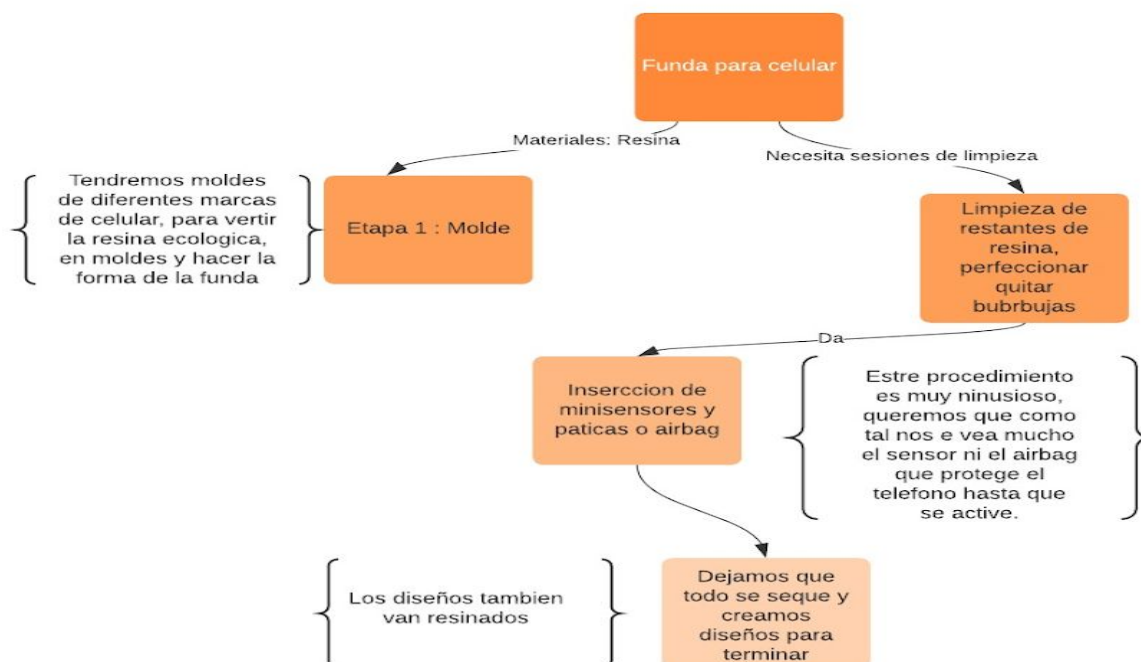 Funda para celular
Materiales: Resina
Necesita sesiones de limpieza
Tendremos moldes
de diferentes marcas
de celular, para vertir
la resina ecologica,
en moldes y hacer la
forma de la funda
Etapa 1 : Molde
Limpieza de
restantes de
resina,
perfeccionar
quitar
bubrbujas
Da
Inserccion de
minisensores y
paticas o airbag
Estre procedimiento
es muy ninusioso,
queremos que como
tal nos e vea mucho
el sensor ni el airbag
que protege el
telefono hasta que
se active.
Los diseños tambien
van resinados
Dejamos que
todo se seque y
creamos
diseños para
terminar